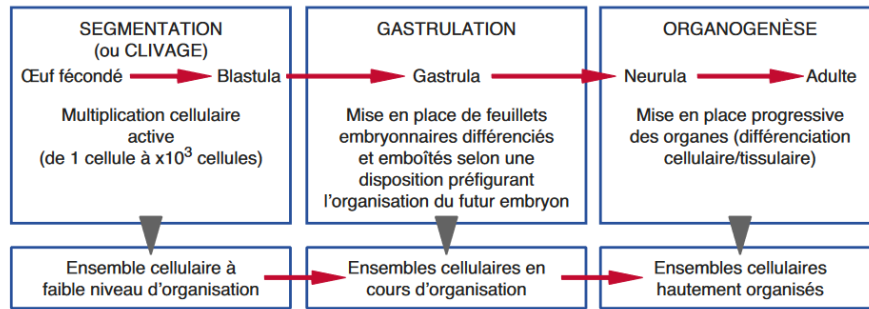 SEGMENTATION
(ou CLIVAGE)
Œuf fécondé
Blastula
Multiplication cellulaire
active
(de 1 cellule à x10³ cellules)
GASTRULATION
Gastrula
Mise en place de feuillets
embryonnaires différenciés
et emboîtés selon une
disposition préfigurant
l’organisation du futur embryon
ORGANOGENÈSE
Neurula
Adulte
Mise en place progressive
des organes (différenciation
cellulaire/tissulaire)
Ensemble cellulaire à
faible niveau d’organisation
Ensembles cellulaires en
cours d’organisation
Ensembles cellulaires
hautement organisés